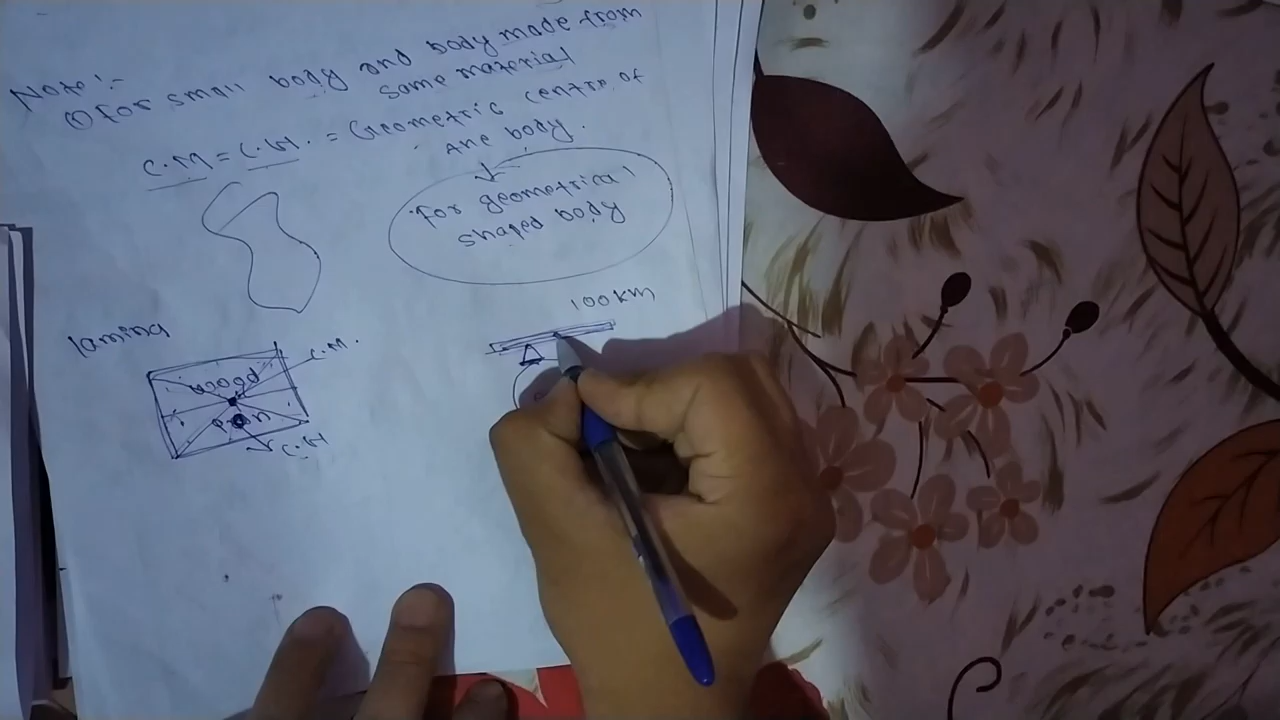 Note :-
① for small body and body made from
same material
C.M = C.G. = Geometric centre of
the body.
for geometrical
shaped body
100 km
lamina
C.M.
wood
iron
C.G